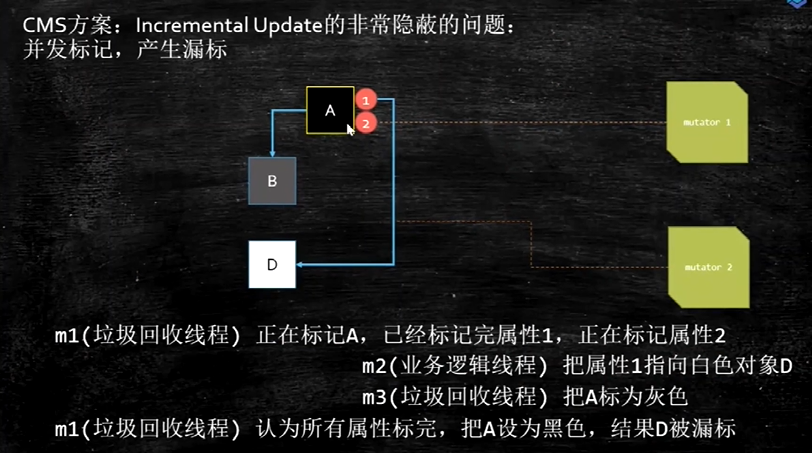 CMS方案：Incremental Update的非常隐蔽的问题：
并发标记，产生漏标
A
1
2
mutator 1
B
D
mutator 2
m1(垃圾回收线程) 正在标记A，已经标记完属性1，正在标记属性2
m2(业务逻辑线程) 把属性1指向白色对象D
m3(垃圾回收线程) 把A标为灰色
m1(垃圾回收线程) 认为所有属性标完，把A设为黑色，结果D被漏标